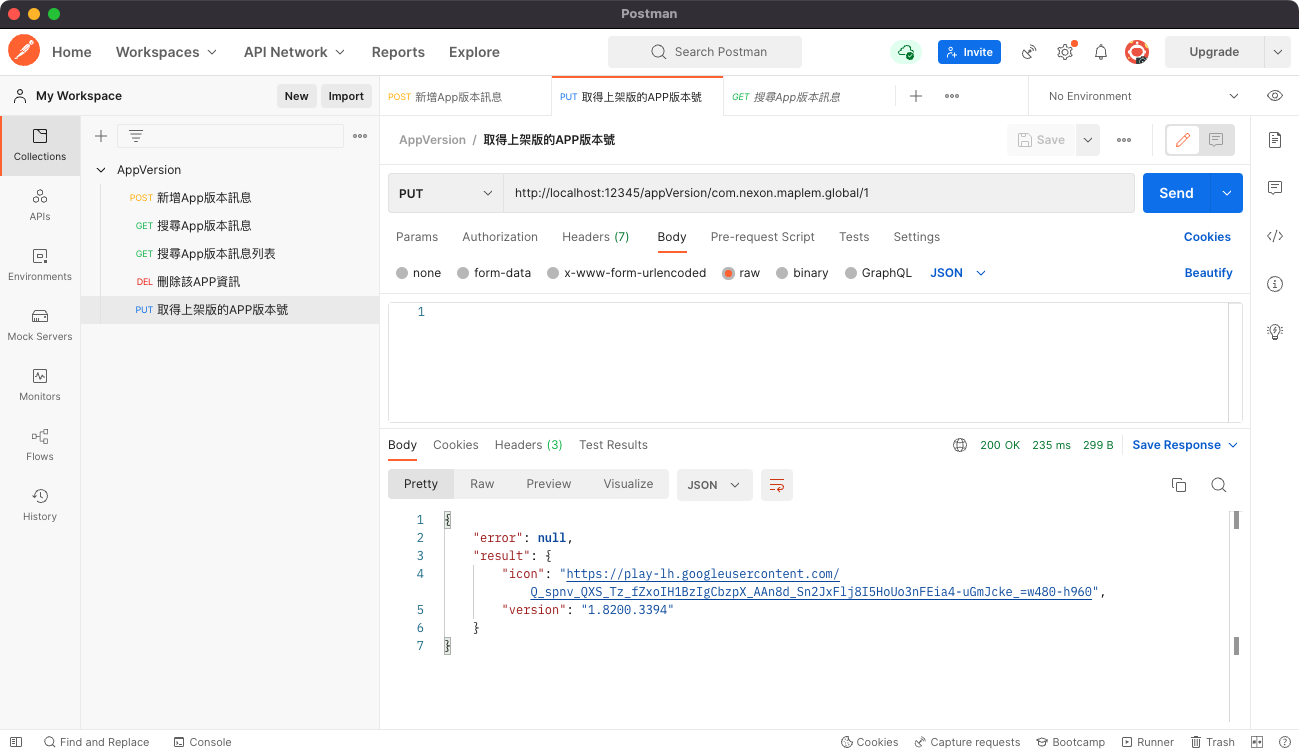 Postman
Home Workspaces API Network Reports Explore Search Postman Invite Upgrade
My Workspace New Import
POST 新增App版本訊息 PUT 取得上架版的APP版本號 GET 搜尋App版本訊息 No Environment
Collections
APIs
Environments
Mock Servers
Monitors
Flows
History
AppVersion
POST 新增App版本訊息
GET 搜尋App版本訊息
GET 搜尋App版本訊息列表
DEL 刪除該APP資訊
PUT 取得上架版的APP版本號
AppVersion / 取得上架版的APP版本號 Save
PUT http://localhost:12345/appVersion/com.nexon.maplem.global/1 Send
Params Authorization Headers (7) Body Pre-request Script Tests Settings Cookies
none form-data x-www-form-urlencoded raw binary GraphQL JSON Beautify
1
Body Cookies Headers (3) Test Results 200 OK 235 ms 299 B Save Response
Pretty Raw Preview Visualize JSON
1 {
2 "error": null,
3 "result": {
4 "icon": "https://play-lh.googleusercontent.com/
Q_spnv_QXS_Tz_fZxoIH1BzIgCbzpX_AAn8d_Sn2JxFlj8I5HoUo3nFEia4-uGmJcke_=w480-h960",
5 "version": "1.8200.3394"
6 }
7 }
Find and Replace Console Cookies Capture requests Bootcamp Runner Trash